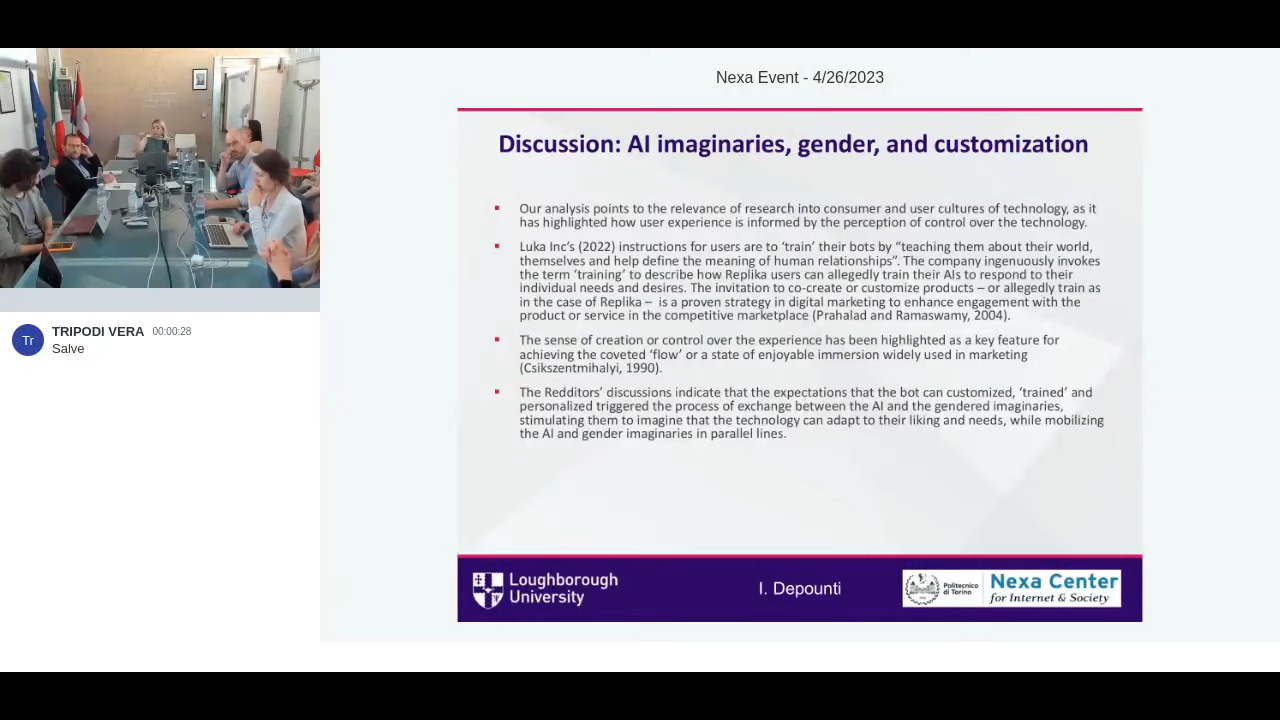 Nexa Event - 4/26/2023
Discussion: AI imaginaries, gender, and customization
▪ Our analysis points to the relevance of research into consumer and user cultures of technology, as it
has highlighted how user experience is informed by the perception of control over the technology.
▪ Luka Inc's (2022) instructions for users are to 'train' their bots by "teaching them about their world,
themselves and help define the meaning of human relationships". The company ingenuously invokes
the term 'training' to describe how Replika users can allegedly train their AIs to respond to their
individual needs and desires. The invitation to co-create or customize products – or allegedly train as
in the case of Replika – is a proven strategy in digital marketing to enhance engagement with the
product or service in the competitive marketplace (Prahalad and Ramaswamy, 2004).
▪ The sense of creation or control over the experience has been highlighted as a key feature for
achieving the coveted 'flow' or a state of enjoyable immersion widely used in marketing
(Csikszentmihalyi, 1990).
▪ The Redditors' discussions indicate that the expectations that the bot can customized, 'trained' and
personalized triggered the process of exchange between the AI and the gendered imaginaries,
stimulating them to imagine that the technology can adapt to their liking and needs, while mobilizing
the AI and gender imaginaries in parallel lines.
Loughborough
University
I. Depounti
Politecnico
di Torino
Nexa Center
for Internet & Society
Tr
TRIPODI VERA 00:00:28
Salve